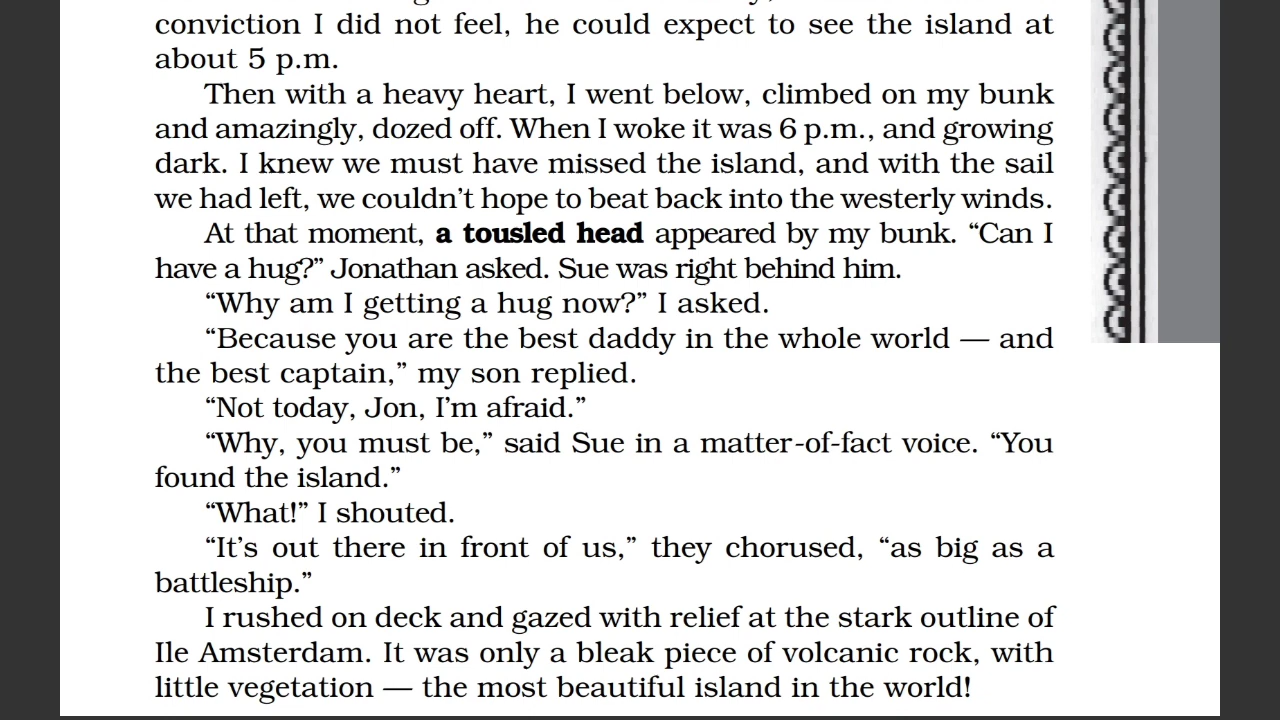 conviction I did not feel, he could expect to see the island at
about 5 p.m.
Then with a heavy heart, I went below, climbed on my bunk
and amazingly, dozed off. When I woke it was 6 p.m., and growing
dark. I knew we must have missed the island, and with the sail
we had left, we couldn’t hope to beat back into the westerly winds.
At that moment, a tousled head appeared by my bunk. “Can I
have a hug?” Jonathan asked. Sue was right behind him.
“Why am I getting a hug now?” I asked.
“Because you are the best daddy in the whole world — and
the best captain,” my son replied.
“Not today, Jon, I’m afraid.”
“Why, you must be,” said Sue in a matter-of-fact voice. “You
found the island.”
“What!” I shouted.
“It’s out there in front of us,” they chorused, “as big as a
battleship.”
I rushed on deck and gazed with relief at the stark outline of
Ile Amsterdam. It was only a bleak piece of volcanic rock, with
little vegetation — the most beautiful island in the world!